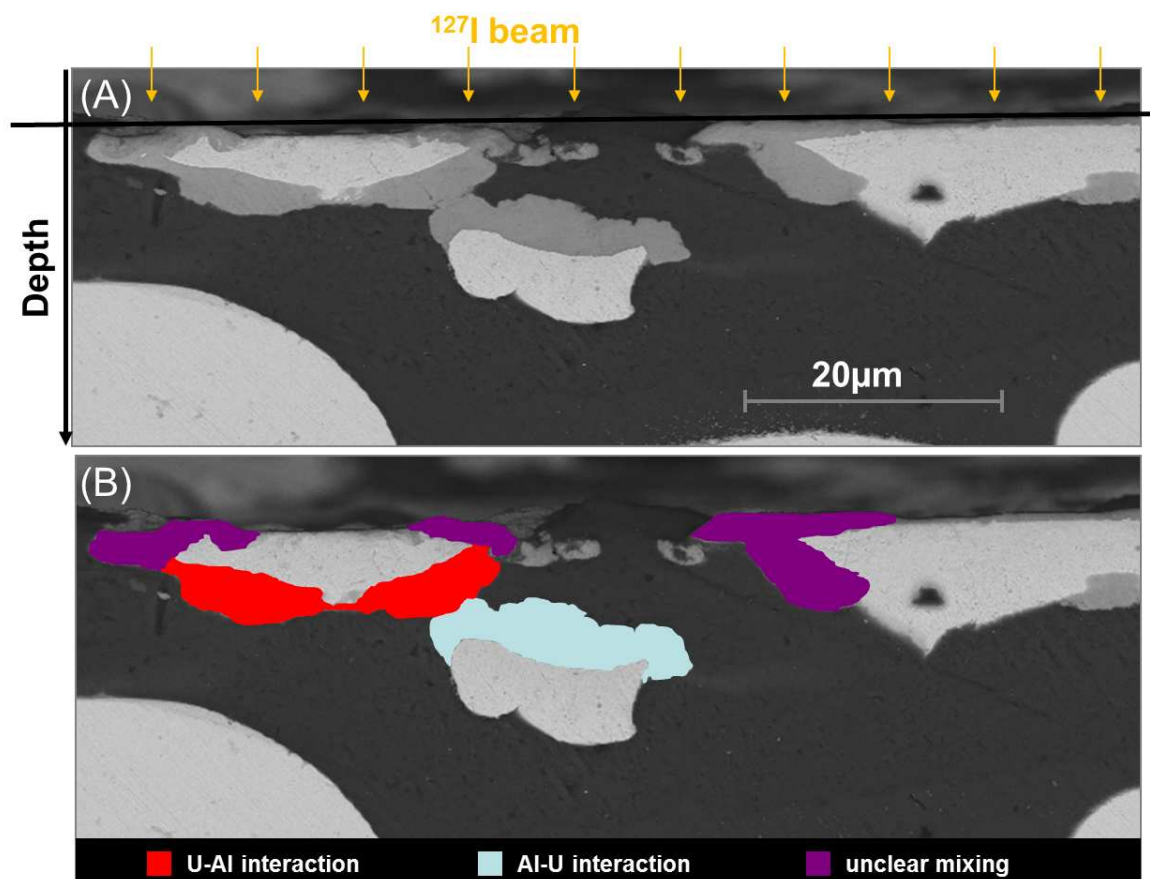 ¹²⁷I beam
(A)
Depth
20µm
(B)
U-Al interaction
Al-U interaction
unclear mixing